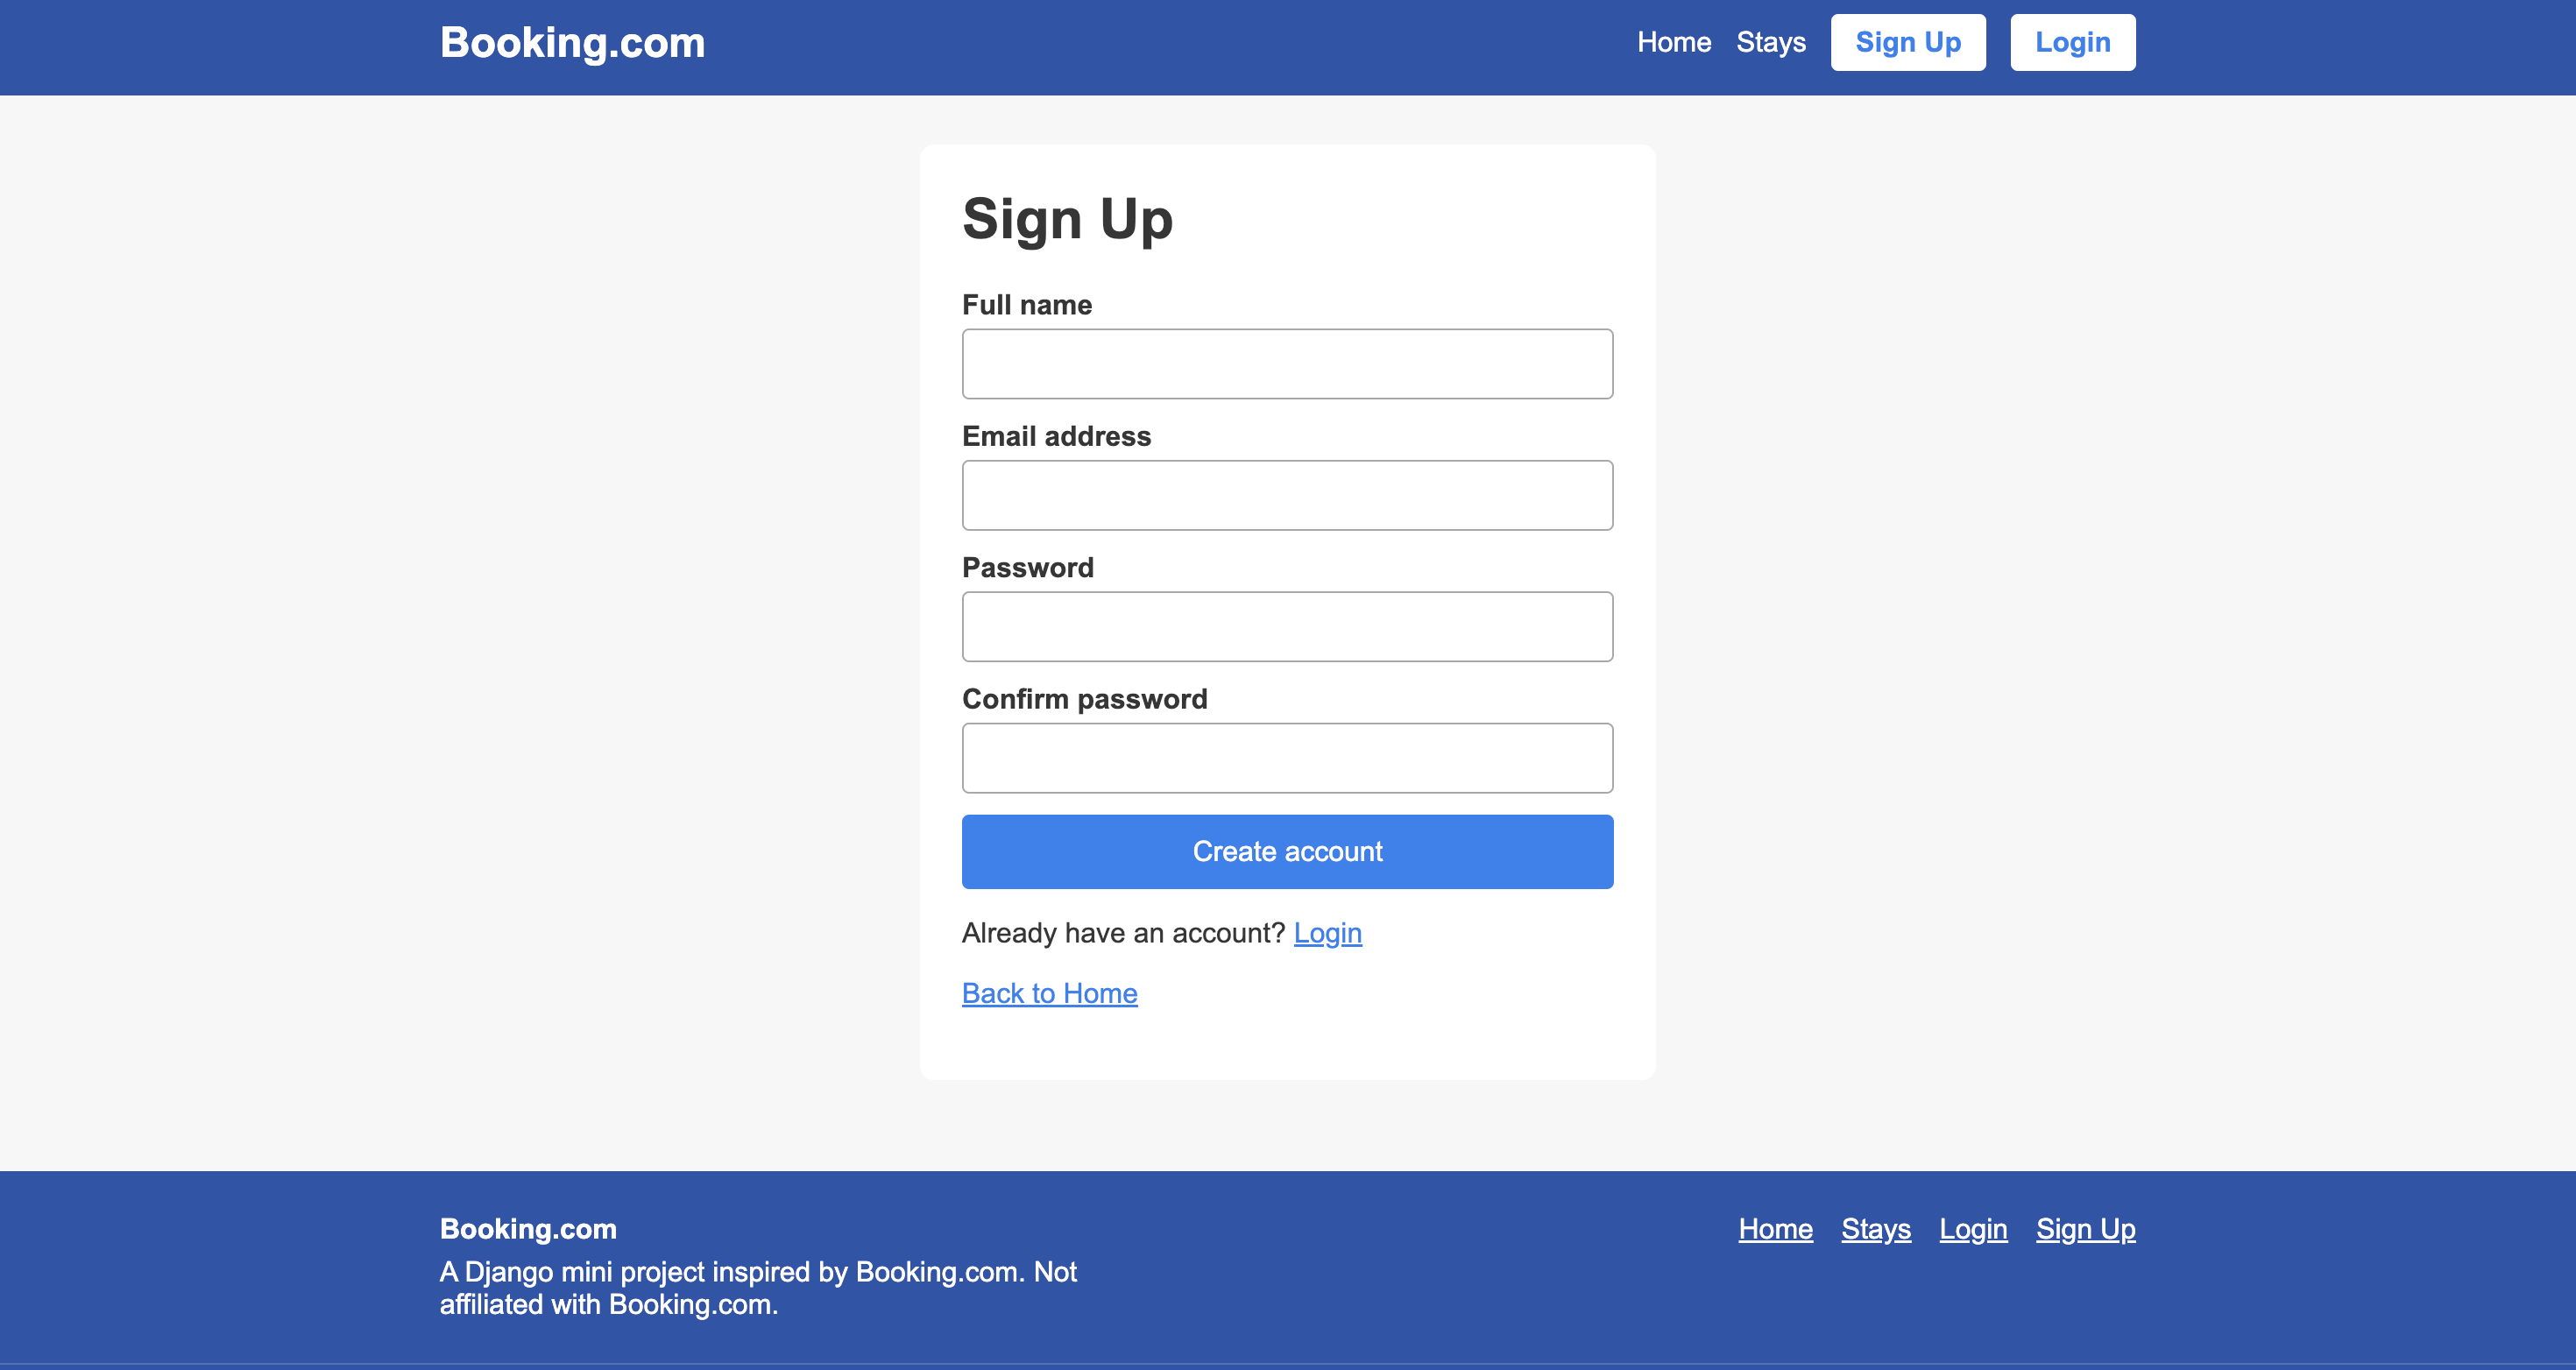 Booking.com
Home Stays Sign Up Login
Sign Up
Full name
Email address
Password
Confirm password
Create account
Already have an account? Login
Back to Home
Booking.com
A Django mini project inspired by Booking.com. Not
affiliated with Booking.com.
Home Stays Login Sign Up